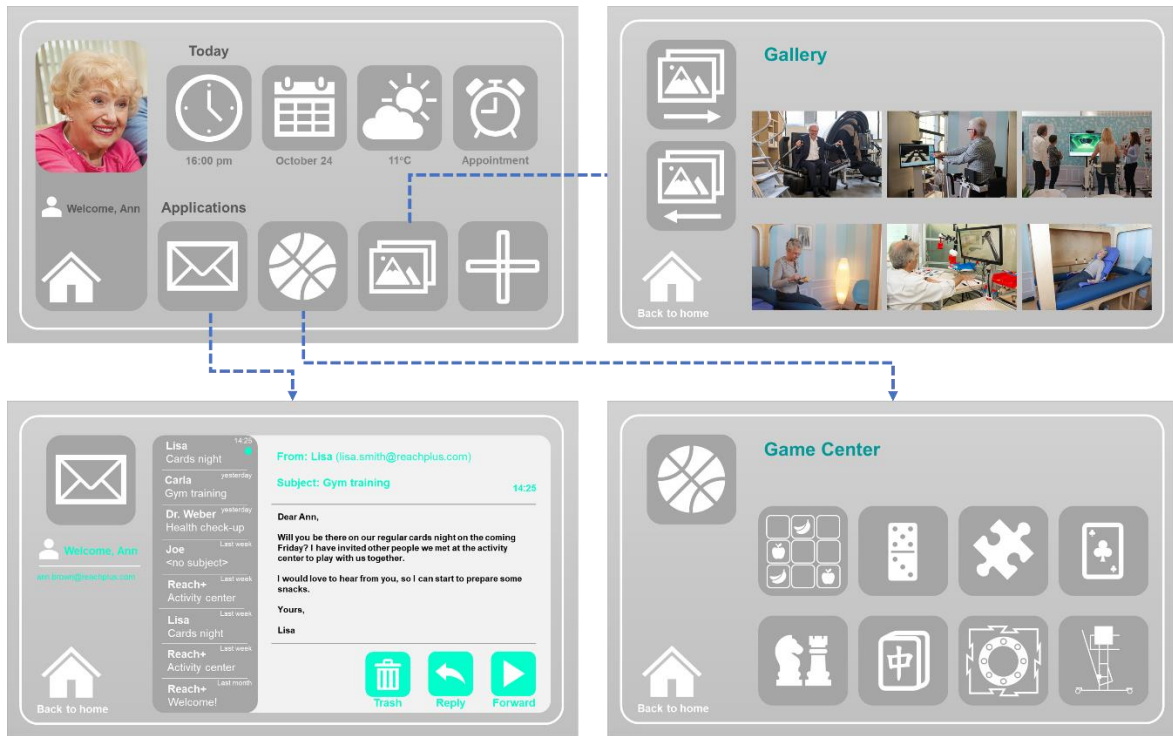 Today
16:00 pm
October 24
11°C
Appointment
Welcome, Ann
Applications
Gallery
Back to home
Welcome, Ann
ann.brown@reachplus.com
Back to home
Lisa 14:25
Cards night
Carla yesterday
Gym training
Dr. Weber yesterday
Health check-up
Joe Last week
<no subject>
Reach+ Last week
Activity center
Lisa Last week
Cards night
Reach+ Last week
Activity center
Reach+ Last month
Welcome!
From: Lisa (lisa.smith@reachplus.com)
Subject: Gym training
14:25
Dear Ann,
Will you be there on our regular cards night on the coming
Friday? I have invited other people we met at the activity
center to play with us together.
I would love to hear from you, so I can start to prepare some
snacks.
Yours,
Lisa
Trash
Reply
Forward
Game Center
中
Back to home